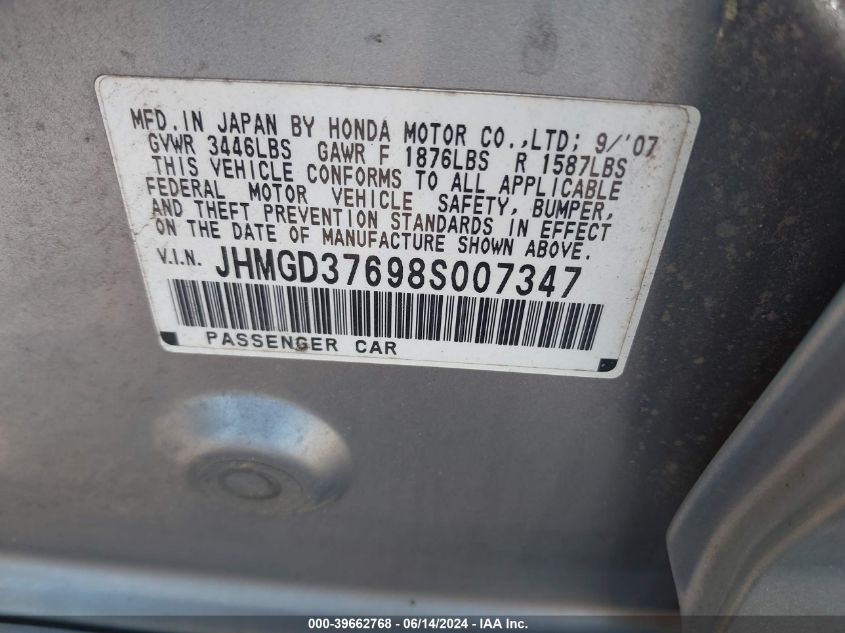 MFD. IN JAPAN BY HONDA MOTOR CO.,LTD; 9/'07
GVWR 3446LBS GAWR F 1876LBS R 1587LBS
THIS VEHICLE CONFORMS TO ALL APPLICABLE
FEDERAL MOTOR VEHICLE SAFETY, BUMPER,
AND THEFT PREVENTION STANDARDS IN EFFECT
ON THE DATE OF MANUFACTURE SHOWN ABOVE.
V.I.N. JHMGD37698S007347
PASSENGER CAR
000-39662768 - 06/14/2024 - IAA Inc.